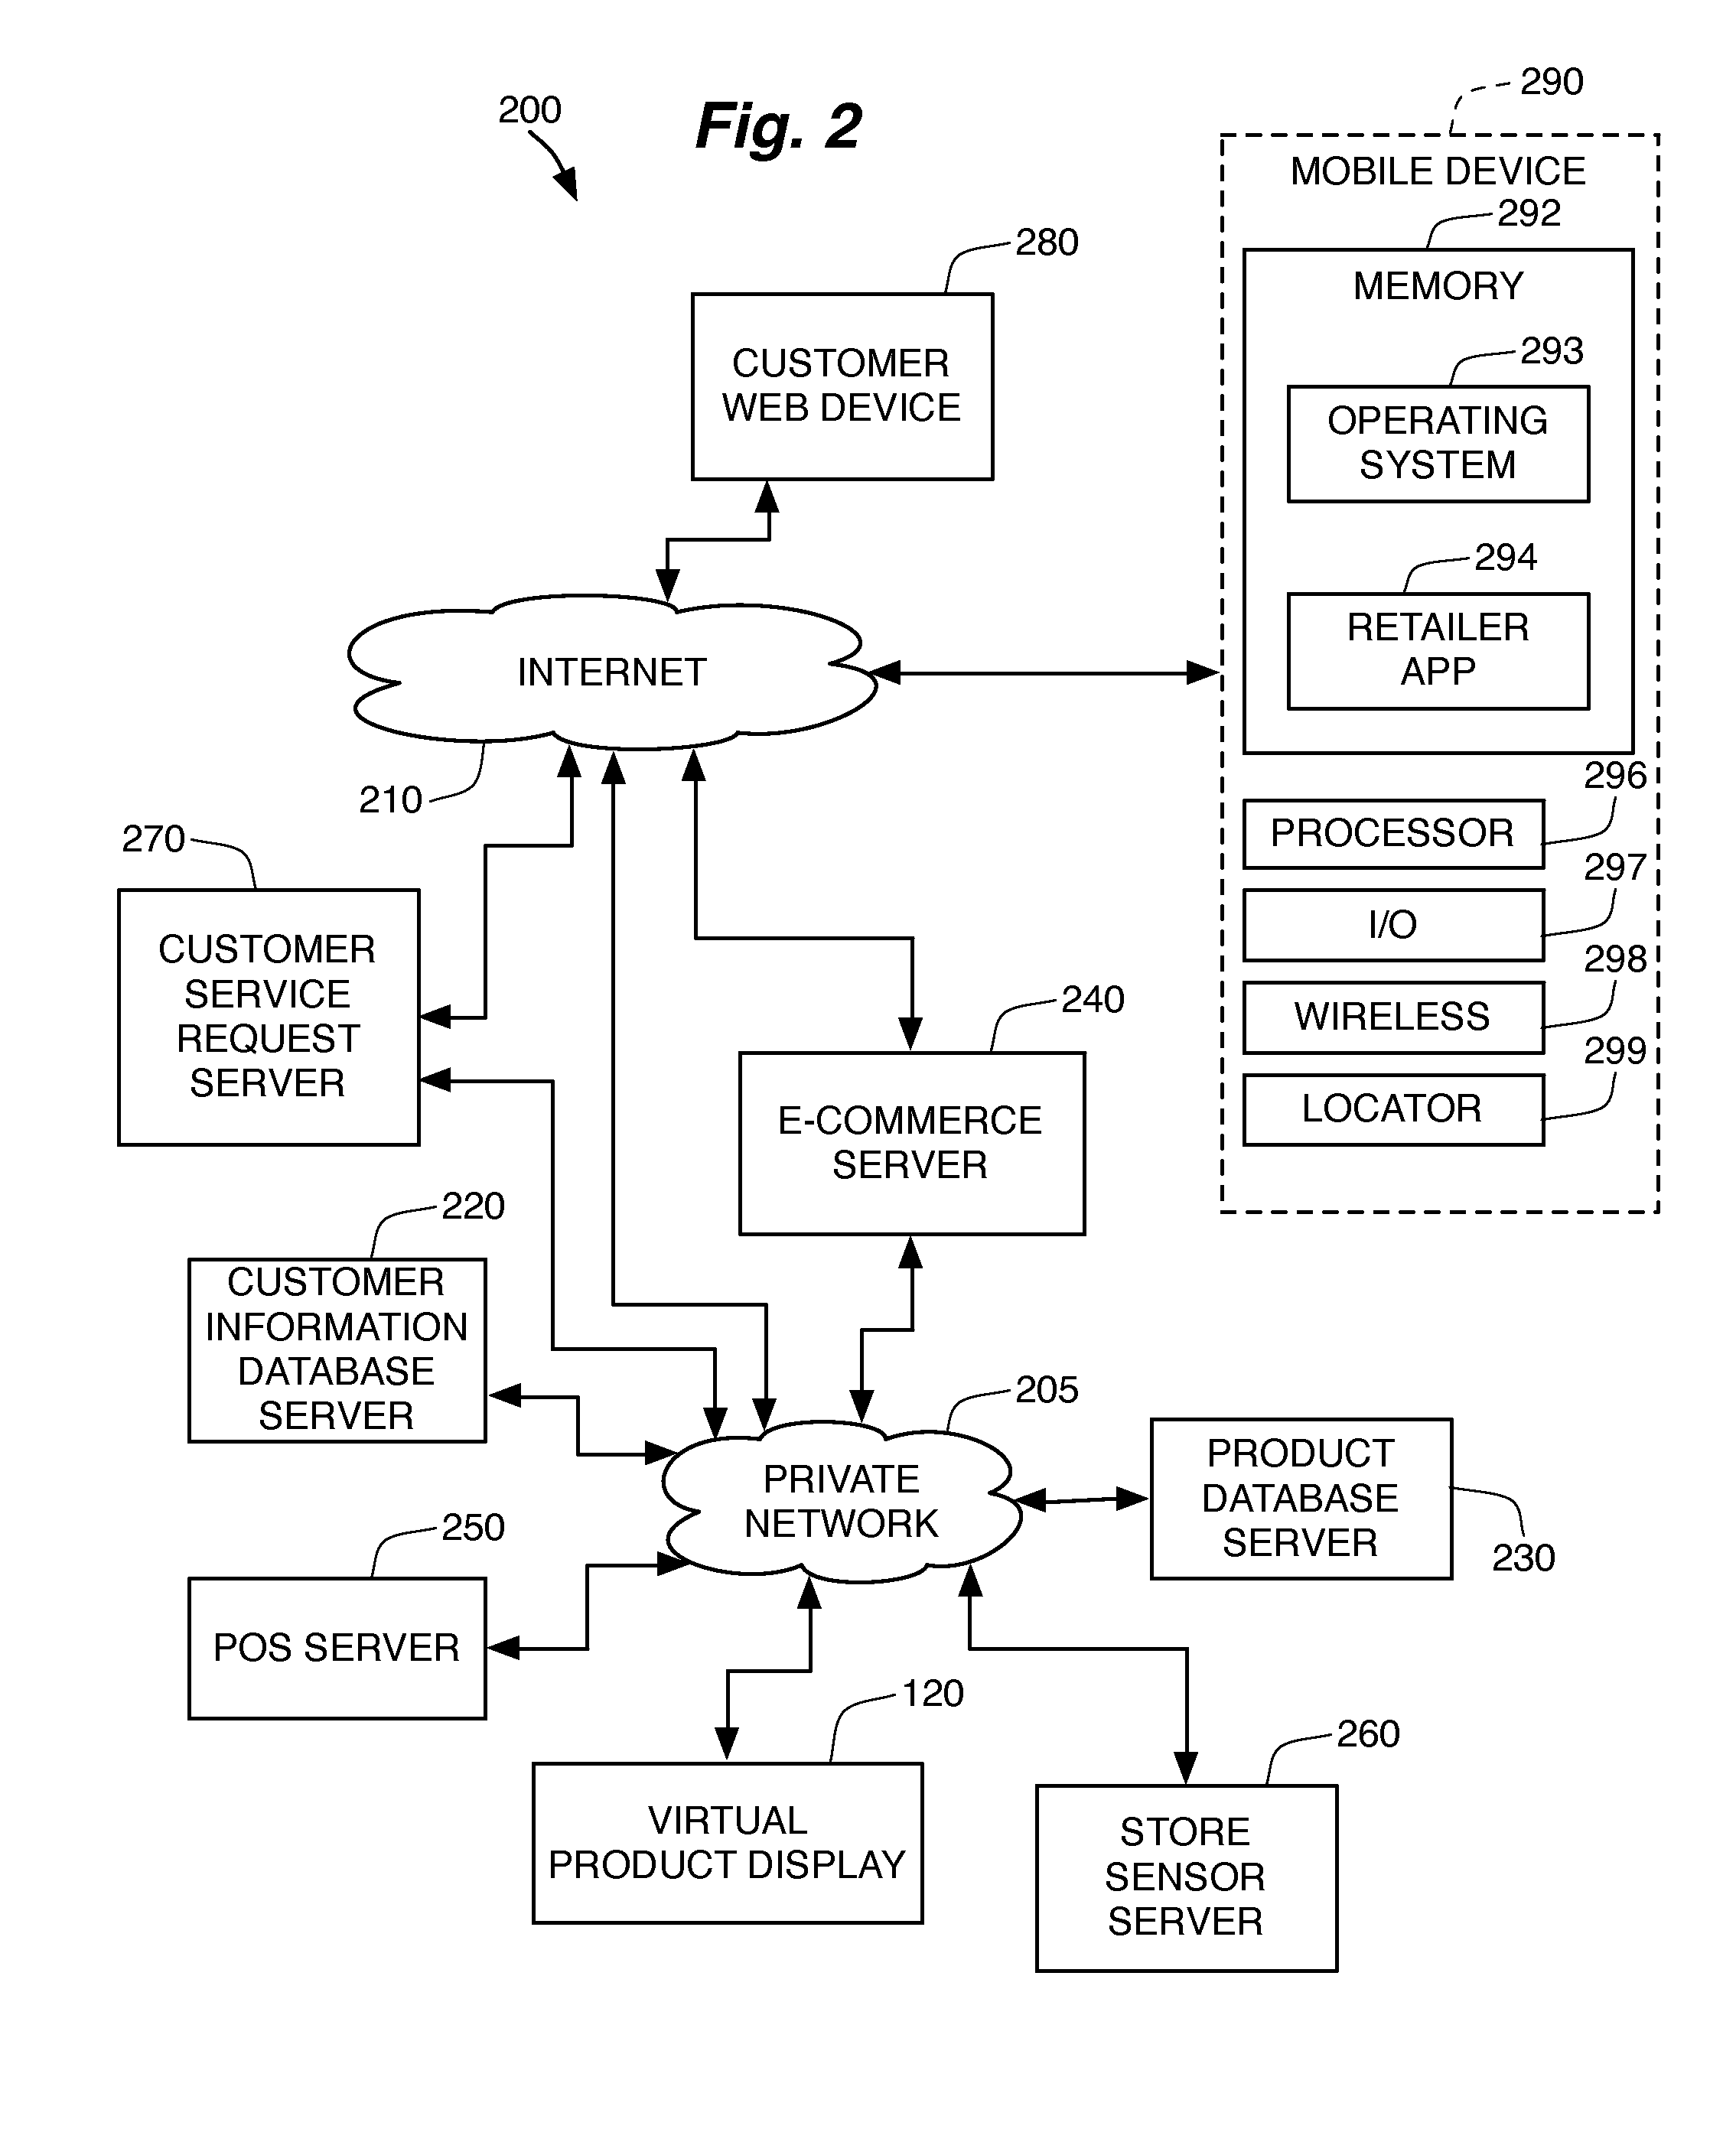 Fig. 2
200
290
MOBILE DEVICE
292
MEMORY
293
OPERATING
SYSTEM
294
RETAILER
APP
296
PROCESSOR
297
I/O
298
WIRELESS
299
LOCATOR
280
CUSTOMER
WEB DEVICE
INTERNET
210
270
CUSTOMER
SERVICE
REQUEST
SERVER
240
E-COMMERCE
SERVER
220
CUSTOMER
INFORMATION
DATABASE
SERVER
205
PRIVATE
NETWORK
PRODUCT
DATABASE
SERVER
230
250
POS SERVER
120
VIRTUAL
PRODUCT DISPLAY
260
STORE
SENSOR
SERVER